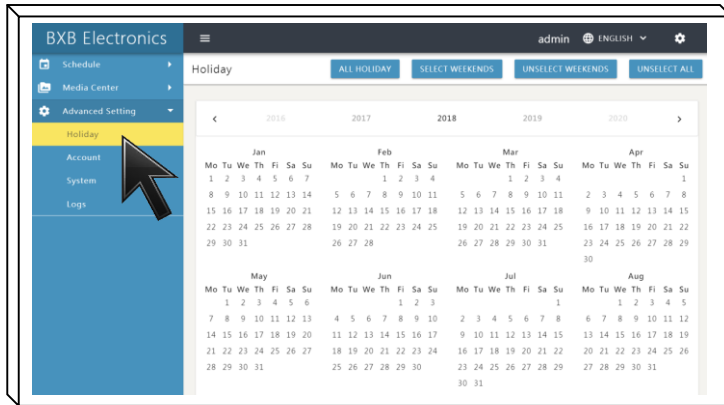 BXB Electronics
admin ENGLISH
Schedule
Media Center
Advanced Setting
Holiday
Account
System
Logs
Holiday ALL HOLIDAY SELECT WEEKENDS UNSELECT WEEKENDS UNSELECT ALL
2016 2017 2018 2019 2020
Jan Feb Mar Apr
Mo Tu We Th Fi Sa Su Mo Tu We Th Fi Sa Su Mo Tu We Th Fi Sa Su Mo Tu We Th Fi Sa Su
1 2 3 4 5 6 7 1 2 3 4 1 2 3 4 1
8 9 10 11 12 13 14 5 6 7 8 9 10 11 5 6 7 8 9 10 11 2 3 4 5 6 7 8
15 16 17 18 19 20 21 12 13 14 15 16 17 18 12 13 14 15 16 17 18 9 10 11 12 13 14 15
22 23 24 25 26 27 28 19 20 21 22 23 24 25 19 20 21 22 23 24 25 16 17 18 19 20 21 22
29 30 31 26 27 28 26 27 28 29 30 31 23 24 25 26 27 28 29
30
May Jun Jul Aug
Mo Tu We Th Fi Sa Su Mo Tu We Th Fi Sa Su Mo Tu We Th Fi Sa Su Mo Tu We Th Fi Sa Su
1 2 3 4 5 6 1 2 3 1 1 2 3 4 5
7 8 9 10 11 12 13 4 5 6 7 8 9 10 2 3 4 5 6 7 8 6 7 8 9 10 11 12
14 15 16 17 18 19 20 11 12 13 14 15 16 17 9 10 11 12 13 14 15 13 14 15 16 17 18 19
21 22 23 24 25 26 27 18 19 20 21 22 23 24 16 17 18 19 20 21 22 20 21 22 23 24 25 26
28 29 30 31 25 26 27 28 29 30 23 24 25 26 27 28 29 27 28 29 30 31
30 31